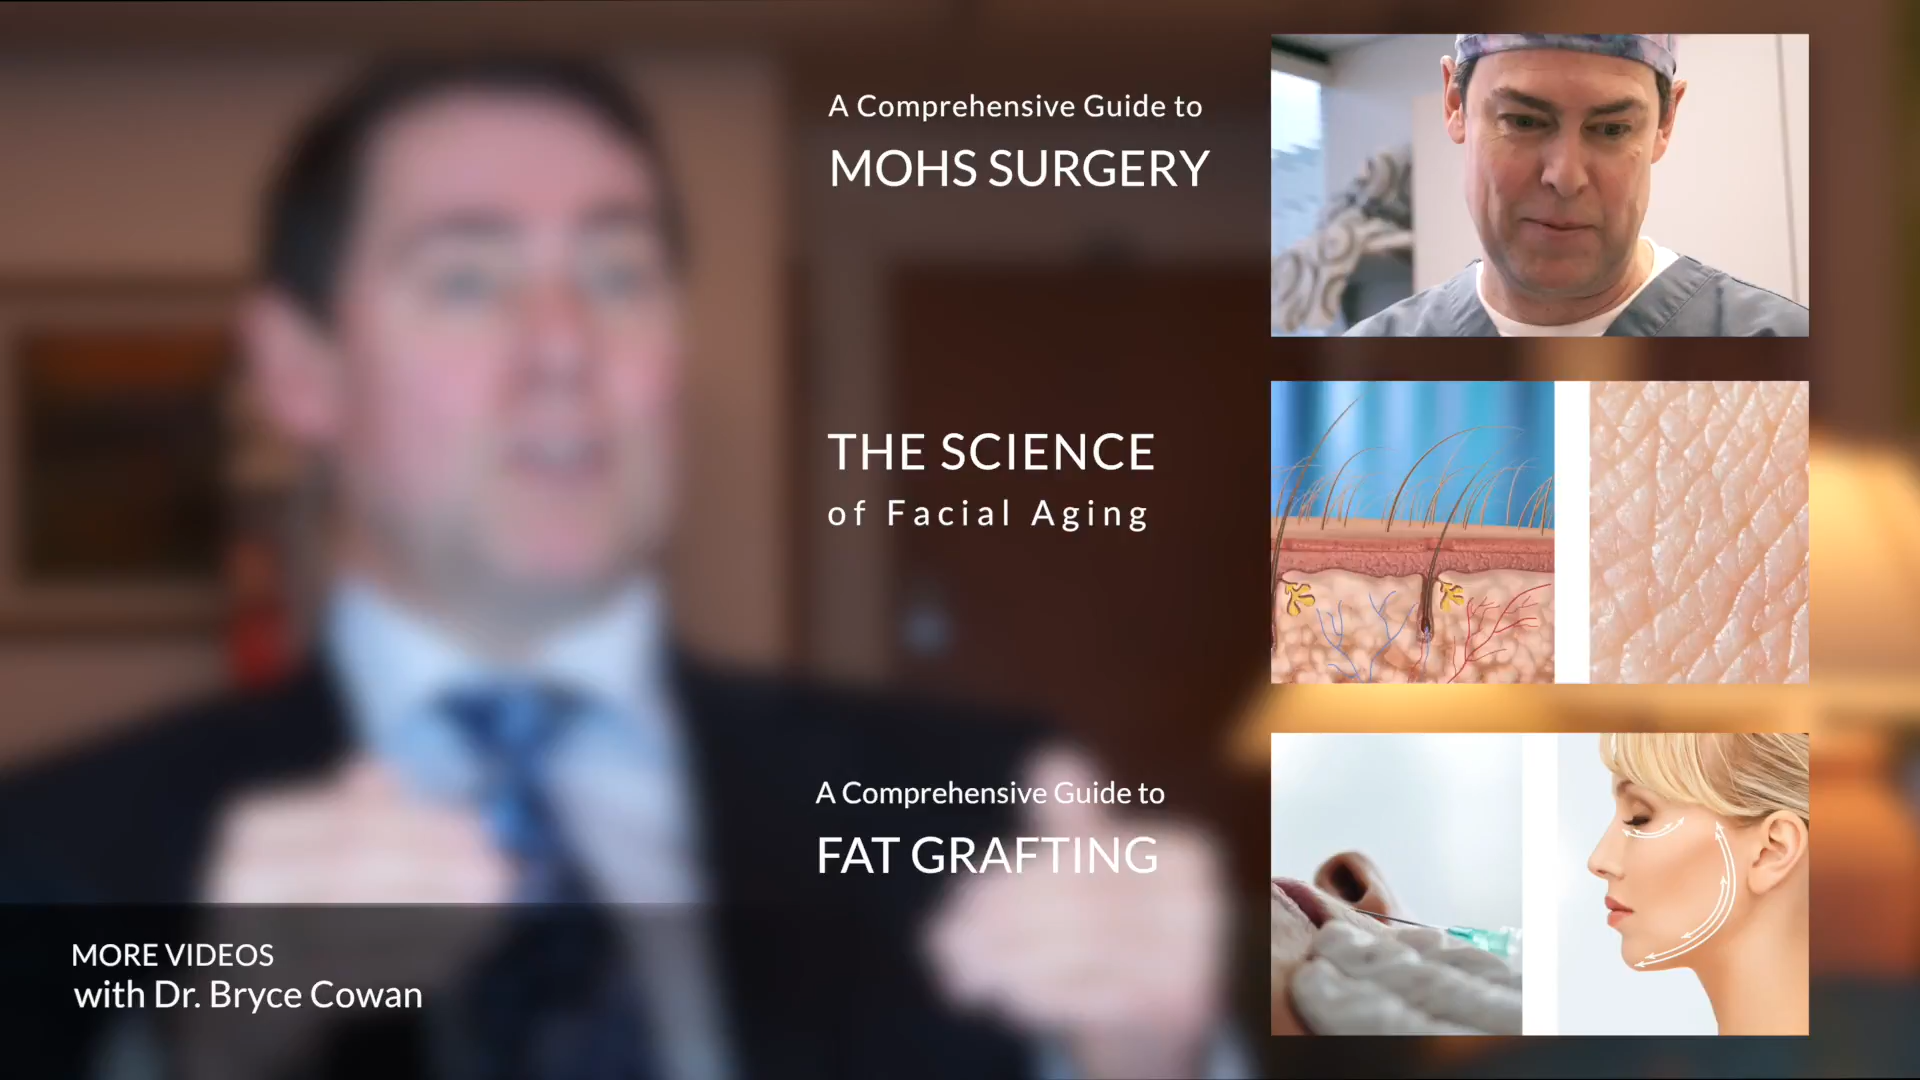 A Comprehensive Guide to
MOHS SURGERY
THE SCIENCE
of Facial Aging
A Comprehensive Guide to
FAT GRAFTING
MORE VIDEOS
with Dr. Bryce Cowan